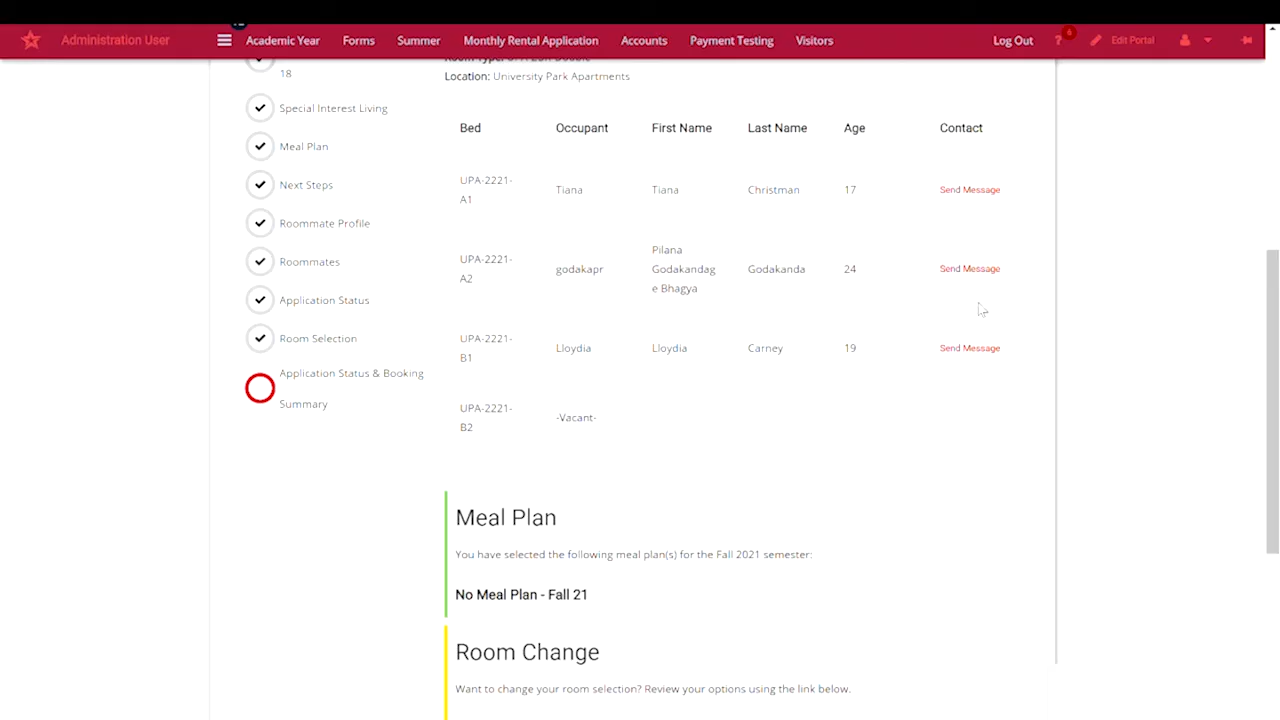 Administration User
Academic Year Forms Summer Monthly Rental Application Accounts Payment Testing Visitors Log Out ? 6 Edit Portal
18
Special Interest Living
Meal Plan
Next Steps
Roommate Profile
Roommates
Application Status
Room Selection
Application Status & Booking
Summary
Location: University Park Apartments
Bed Occupant First Name Last Name Age Contact
UPA-2221-
A1
Tiana Tiana Christman 17 Send Message
UPA-2221-
A2
godakapr
Pilana
Godakandag
e Bhagya
Godakanda 24 Send Message
UPA-2221-
B1
Lloydia Lloydia Carney 19 Send Message
UPA-2221-
B2
-Vacant-
Meal Plan
You have selected the following meal plan(s) for the Fall 2021 semester:
No Meal Plan - Fall 21
Room Change
Want to change your room selection? Review your options using the link below.